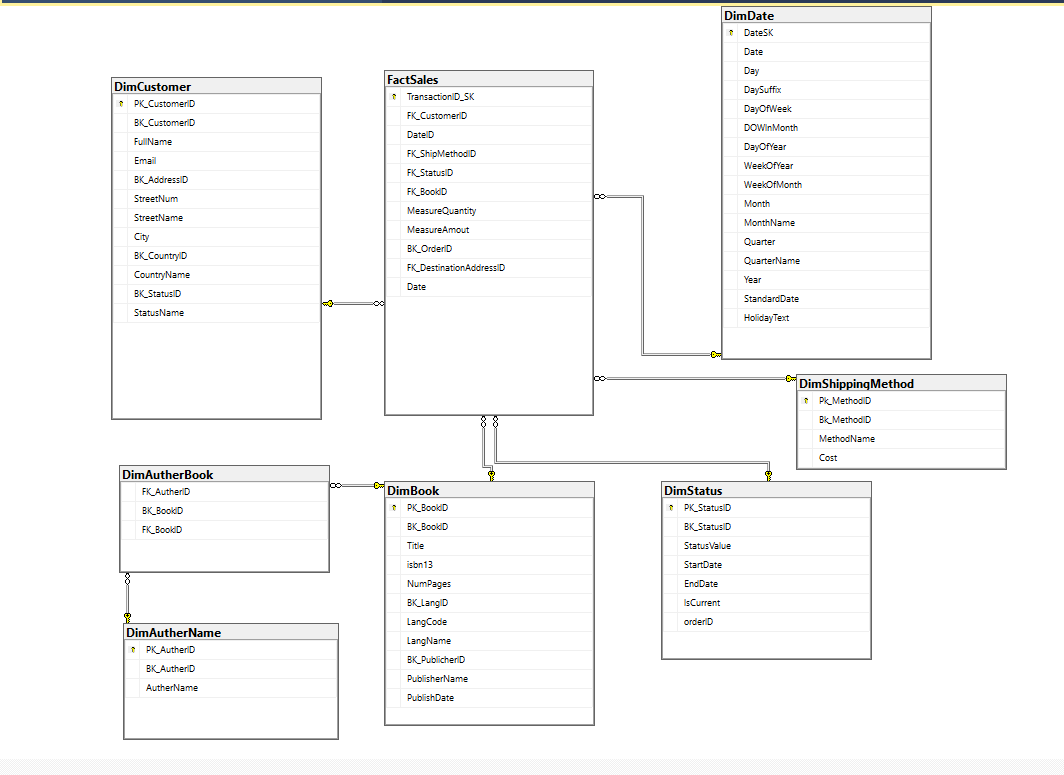 DimDate
DateSK
Date
Day
DaySuffix
DayOfWeek
DOWInMonth
DayOfYear
WeekOfYear
WeekOfMonth
Month
MonthName
Quarter
QuarterName
Year
StandardDate
HolidayText
DimCustomer
PK_CustomerID
BK_CustomerID
FullName
Email
BK_AddressID
StreetNum
StreetName
City
BK_CountryID
CountryName
BK_StatusID
StatusName
FactSales
TransactionID_SK
FK_CustomerID
DateID
FK_ShipMethodID
FK_StatusID
FK_BookID
MeasureQuantity
MeasureAmout
BK_OrderID
FK_DestinationAddressID
Date
DimShippingMethod
Pk_MethodID
Bk_MethodID
MethodName
Cost
DimAutherBook
FK_AutherID
BK_BookID
FK_BookID
DimBook
PK_BookID
BK_BookID
Title
isbn13
NumPages
BK_LangID
LangCode
LangName
BK_PublicherID
PublisherName
PublishDate
DimStatus
PK_StatusID
BK_StatusID
StatusValue
StartDate
EndDate
IsCurrent
orderID
DimAutherName
PK_AutherID
BK_AutherID
AutherName